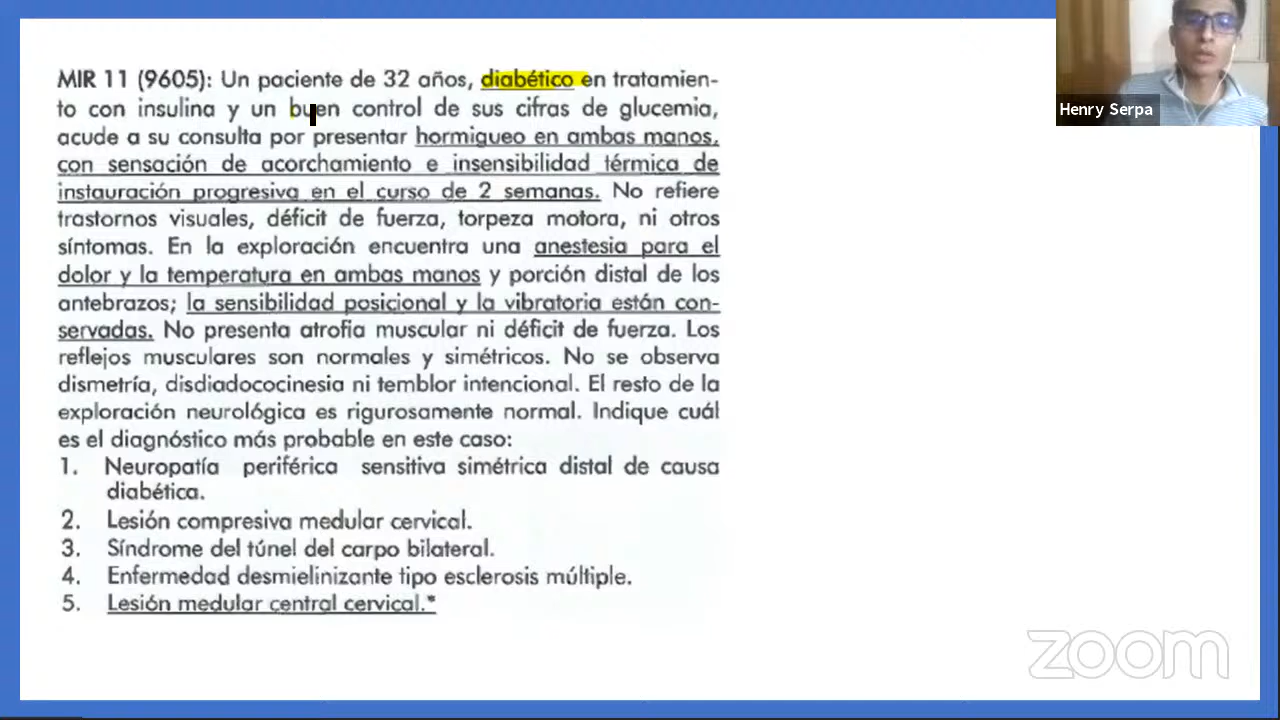 MIR 11 (9605): Un paciente de 32 años, diabético en tratamien-
to con insulina y un buen control de sus cifras de glucemia,
acude a su consulta por presentar hormigueo en ambas manos,
con sensación de acorchamiento e insensibilidad térmica de
instauración progresiva en el curso de 2 semanas. No refiere
trastornos visuales, déficit de fuerza, torpeza motora, ni otros
síntomas. En la exploración encuentra una anestesia para el
dolor y la temperatura en ambas manos y porción distal de los
antebrazos; la sensibilidad posicional y la vibratoria están con-
servadas. No presenta atrofia muscular ni déficit de fuerza. Los
reflejos musculares son normales y simétricos. No se observa
dismetría, disdiadococinesia ni temblor intencional. El resto de la
exploración neurológica es rigurosamente normal. Indique cuál
es el diagnóstico más probable en este caso:
1. Neuropatía periférica sensitiva simétrica distal de causa
diabética.
2. Lesión compresiva medular cervical.
3. Síndrome del túnel del carpo bilateral.
4. Enfermedad desmielinizante tipo esclerosis múltiple.
5. Lesión medular central cervical.*
Henry Serpa
zoom